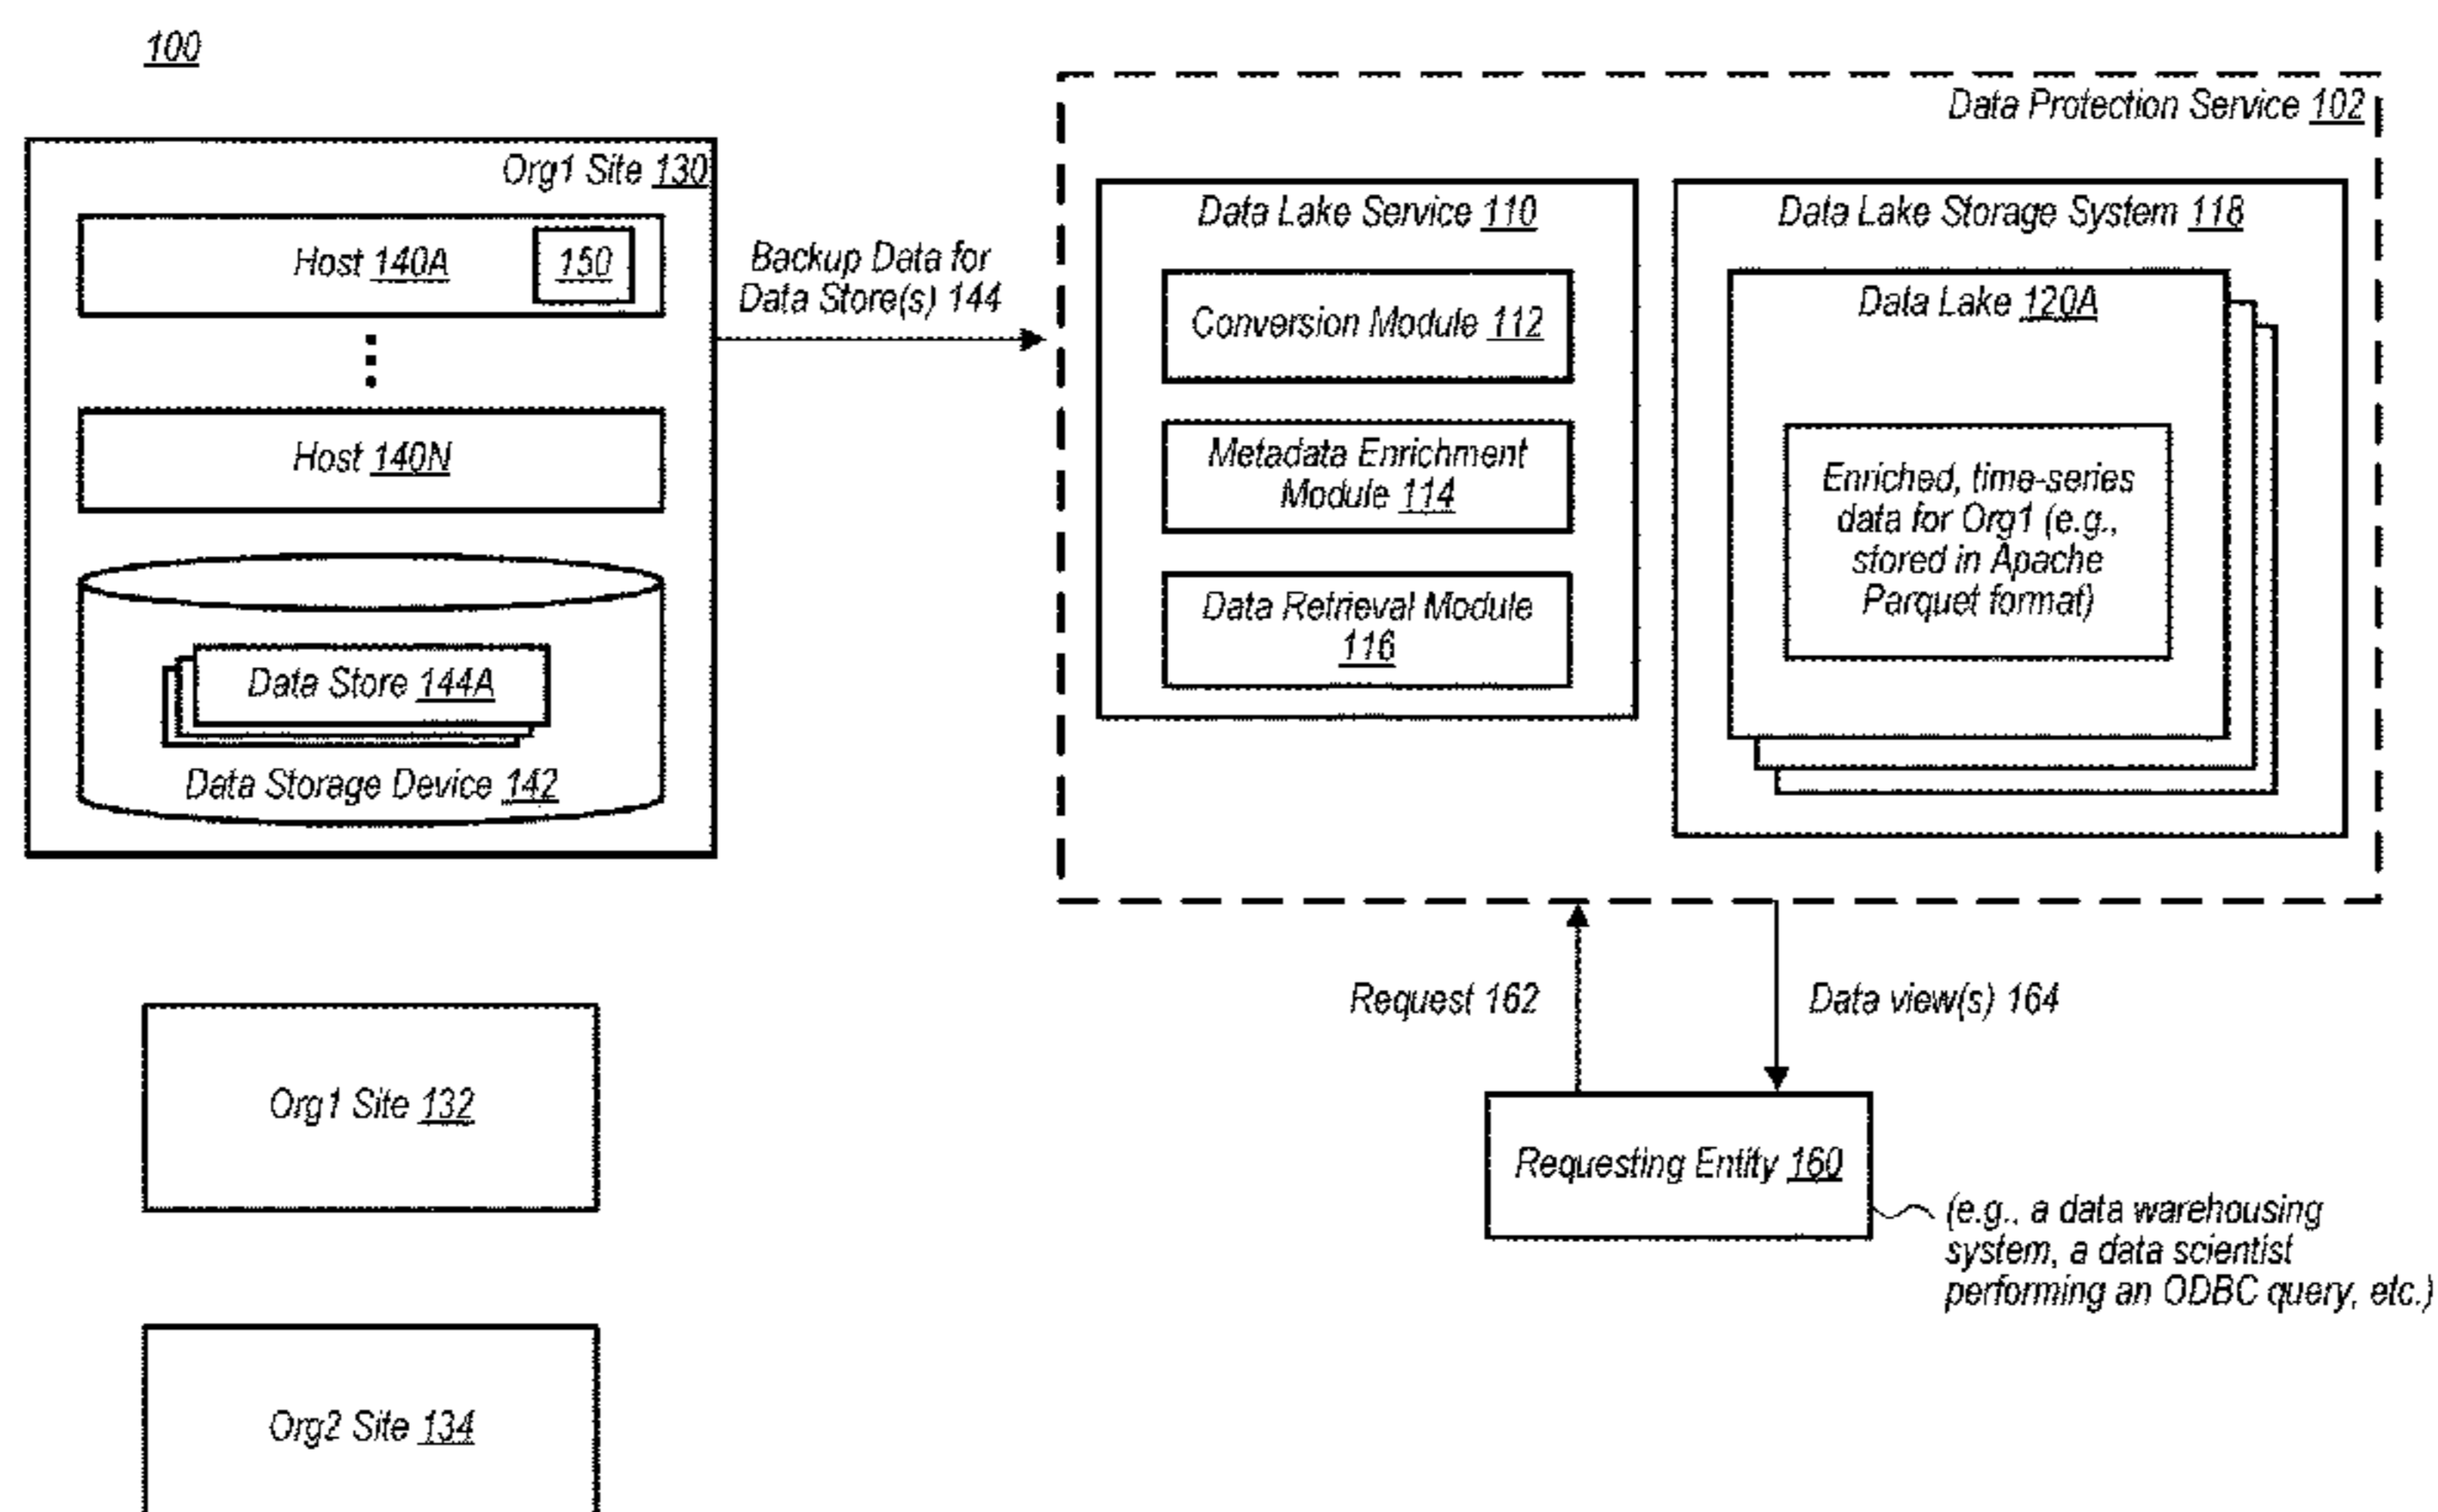 100
Org1 Site 130
Host 140A
150
Host 140N
Data Store 144A
Data Storage Device 142
Backup Data for
Data Store(s) 144
Data Protection Service 102
Data Lake Service 110
Conversion Module 112
Metadata Enrichment
Module 114
Data Retrieval Module
116
Data Lake Storage System 118
Data Lake 120A
Enriched, time-series
data for Org1 (e.g.,
stored in Apache
Parquet format)
Request 162
Data view(s) 164
Requesting Entity 160
(e.g., a data warehousing
system, a data scientist
performing an ODBC query, etc.)
Org1 Site 132
Org2 Site 134